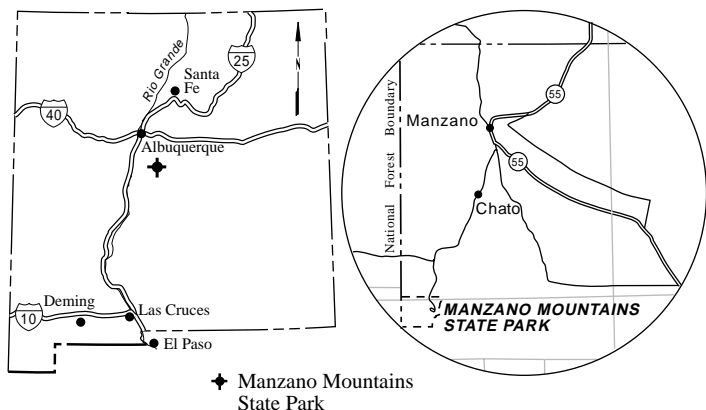 Rio Grande
N
25
Santa
Fe
40
Albuquerque
Deming
Las Cruces
10
El Paso
Manzano Mountains
State Park
National Forest Boundary
55
Manzano
55
Chato
MANZANO MOUNTAINS
STATE PARK